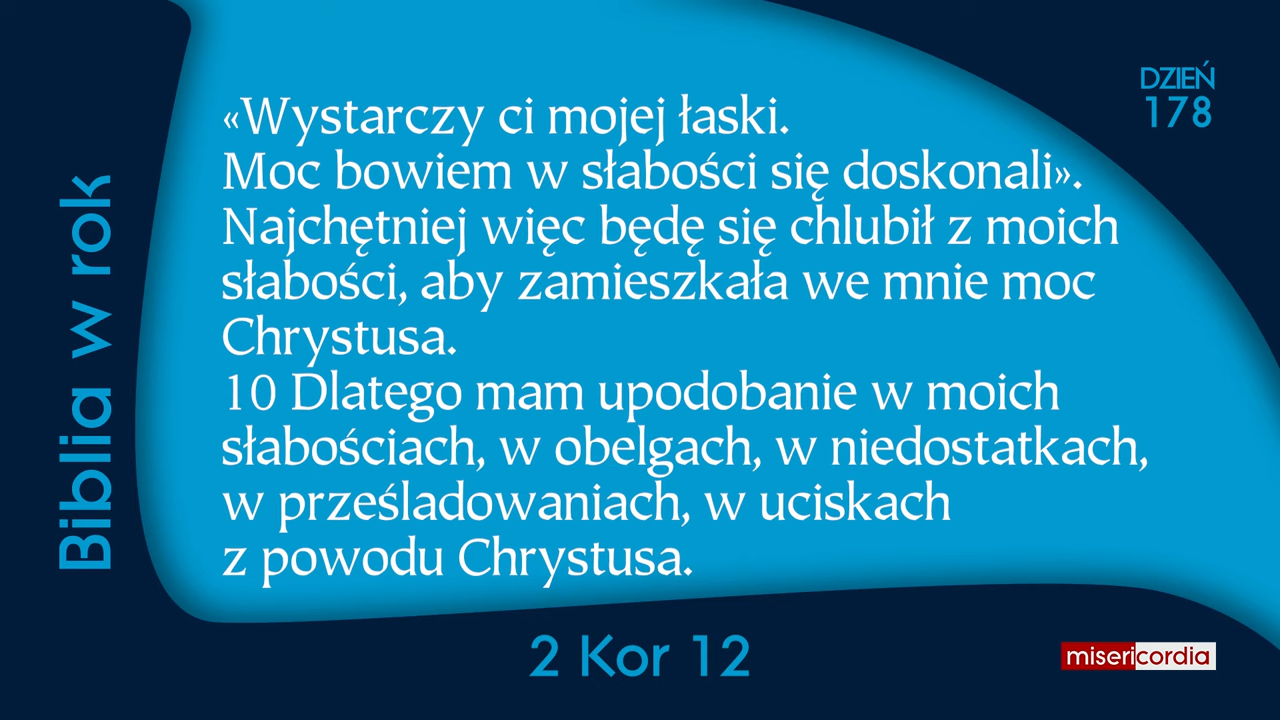 DZIEŃ
178
«Wystarczy ci mojej łaski.
Moc bowiem w słabości się doskonali».
Najchętniej więc będę się chlubił z moich
słabości, aby zamieszkała we mnie moc
Chrystusa.
10 Dlatego mam upodobanie w moich
słabościach, w obelgach, w niedostatkach,
w prześladowaniach, w uciskach
z powodu Chrystusa.
Biblia w rok
2 Kor 12
misericordia